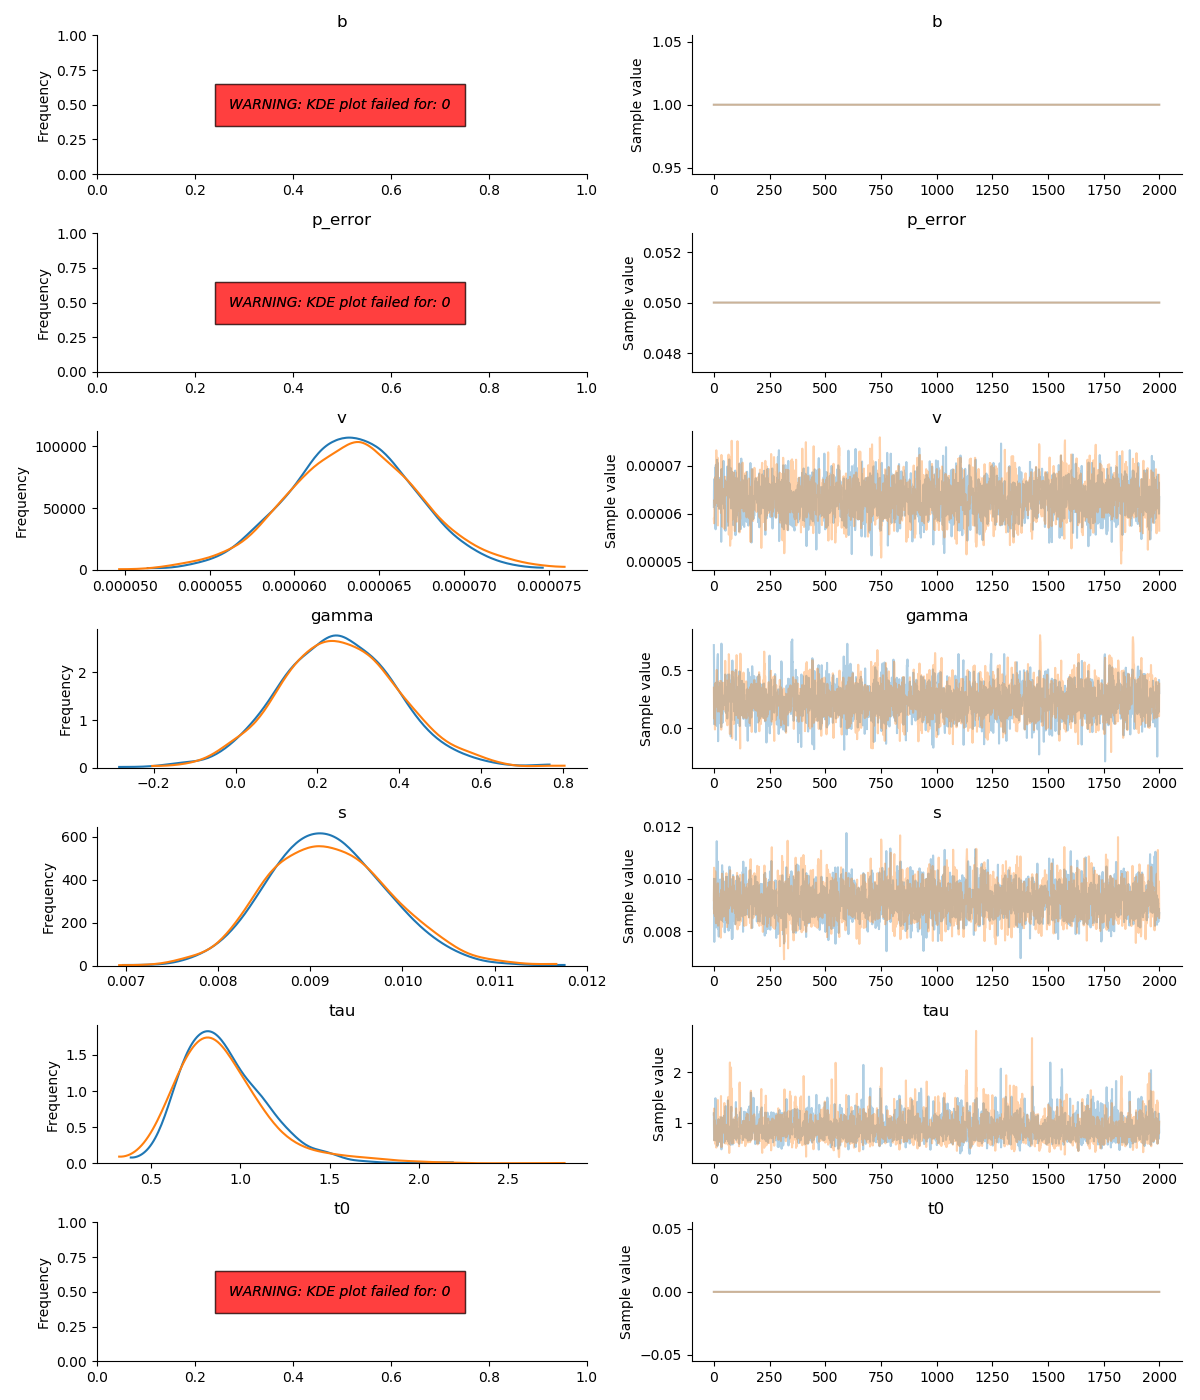 b
b
Frequency
1.00
0.75
0.50
0.25
0.00
WARNING: KDE plot failed for: 0
0.0 0.2 0.4 0.6 0.8 1.0
Sample value
1.05
1.00
0.95
0 250 500 750 1000 1250 1500 1750 2000
p_error
p_error
Frequency
1.00
0.75
0.50
0.25
0.00
WARNING: KDE plot failed for: 0
0.0 0.2 0.4 0.6 0.8 1.0
Sample value
0.052
0.050
0.048
0 250 500 750 1000 1250 1500 1750 2000
v
v
Frequency
100000
50000
0
0.000050 0.000055 0.000060 0.000065 0.000070 0.000075
Sample value
0.00007
0.00006
0.00005
0 250 500 750 1000 1250 1500 1750 2000
gamma
gamma
Frequency
2
1
0
−0.2 0.0 0.2 0.4 0.6 0.8
Sample value
0.5
0.0
0 250 500 750 1000 1250 1500 1750 2000
s
s
Frequency
600
400
200
0
0.007 0.008 0.009 0.010 0.011 0.012
Sample value
0.012
0.010
0.008
0 250 500 750 1000 1250 1500 1750 2000
tau
tau
Frequency
1.5
1.0
0.5
0.0
0.5 1.0 1.5 2.0 2.5
Sample value
2
1
0 250 500 750 1000 1250 1500 1750 2000
t0
t0
Frequency
1.00
0.75
0.50
0.25
0.00
WARNING: KDE plot failed for: 0
0.0 0.2 0.4 0.6 0.8 1.0
Sample value
0.05
0.00
−0.05
0 250 500 750 1000 1250 1500 1750 2000